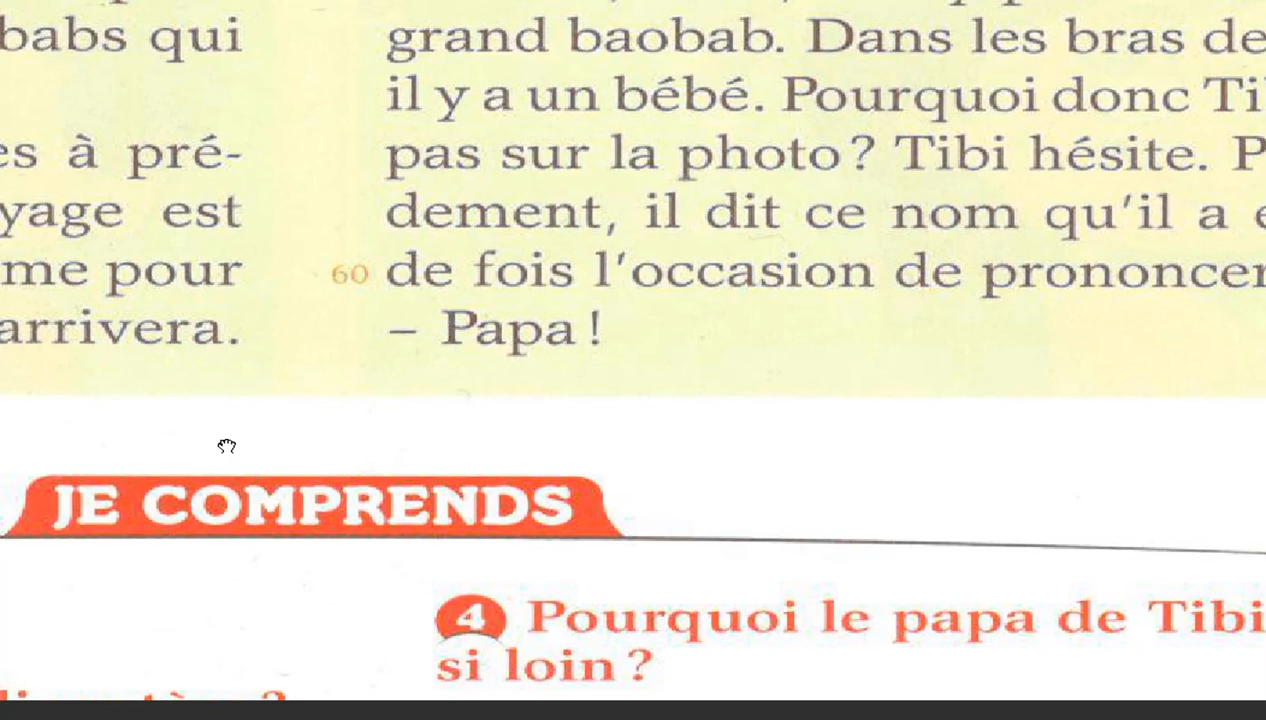 babs qui
es à pré-
yage est
me pour
arrivera.
grand baobab. Dans les bras de
il y a un bébé. Pourquoi donc Ti
pas sur la photo ? Tibi hésite. P
dement, il dit ce nom qu'il a e
60 de fois l'occasion de prononcer
– Papa !
JE COMPRENDS
4 Pourquoi le papa de Tibi
si loin ?